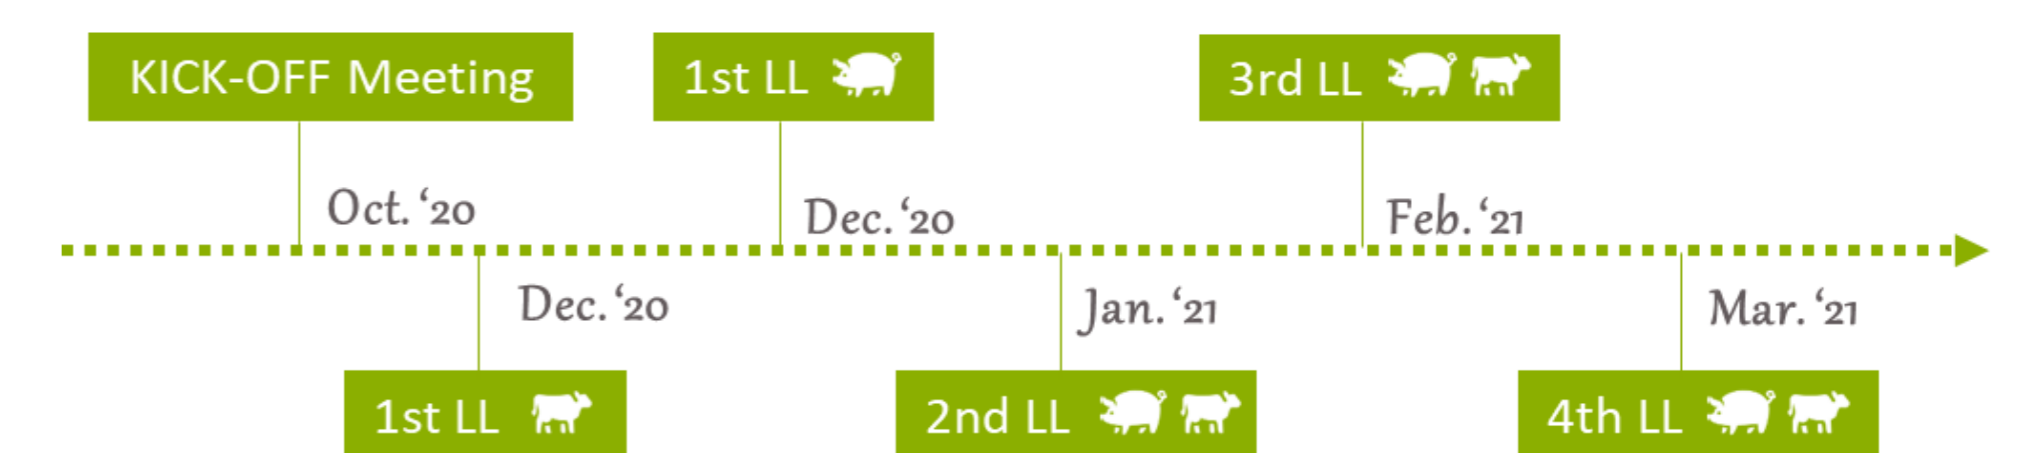 KICK-OFF Meeting
1st LL
3rd LL
Oct. ‘20
Dec. ‘20
Feb. ‘21
Dec. ‘20
Jan. ‘21
Mar. ‘21
1st LL
2nd LL
4th LL